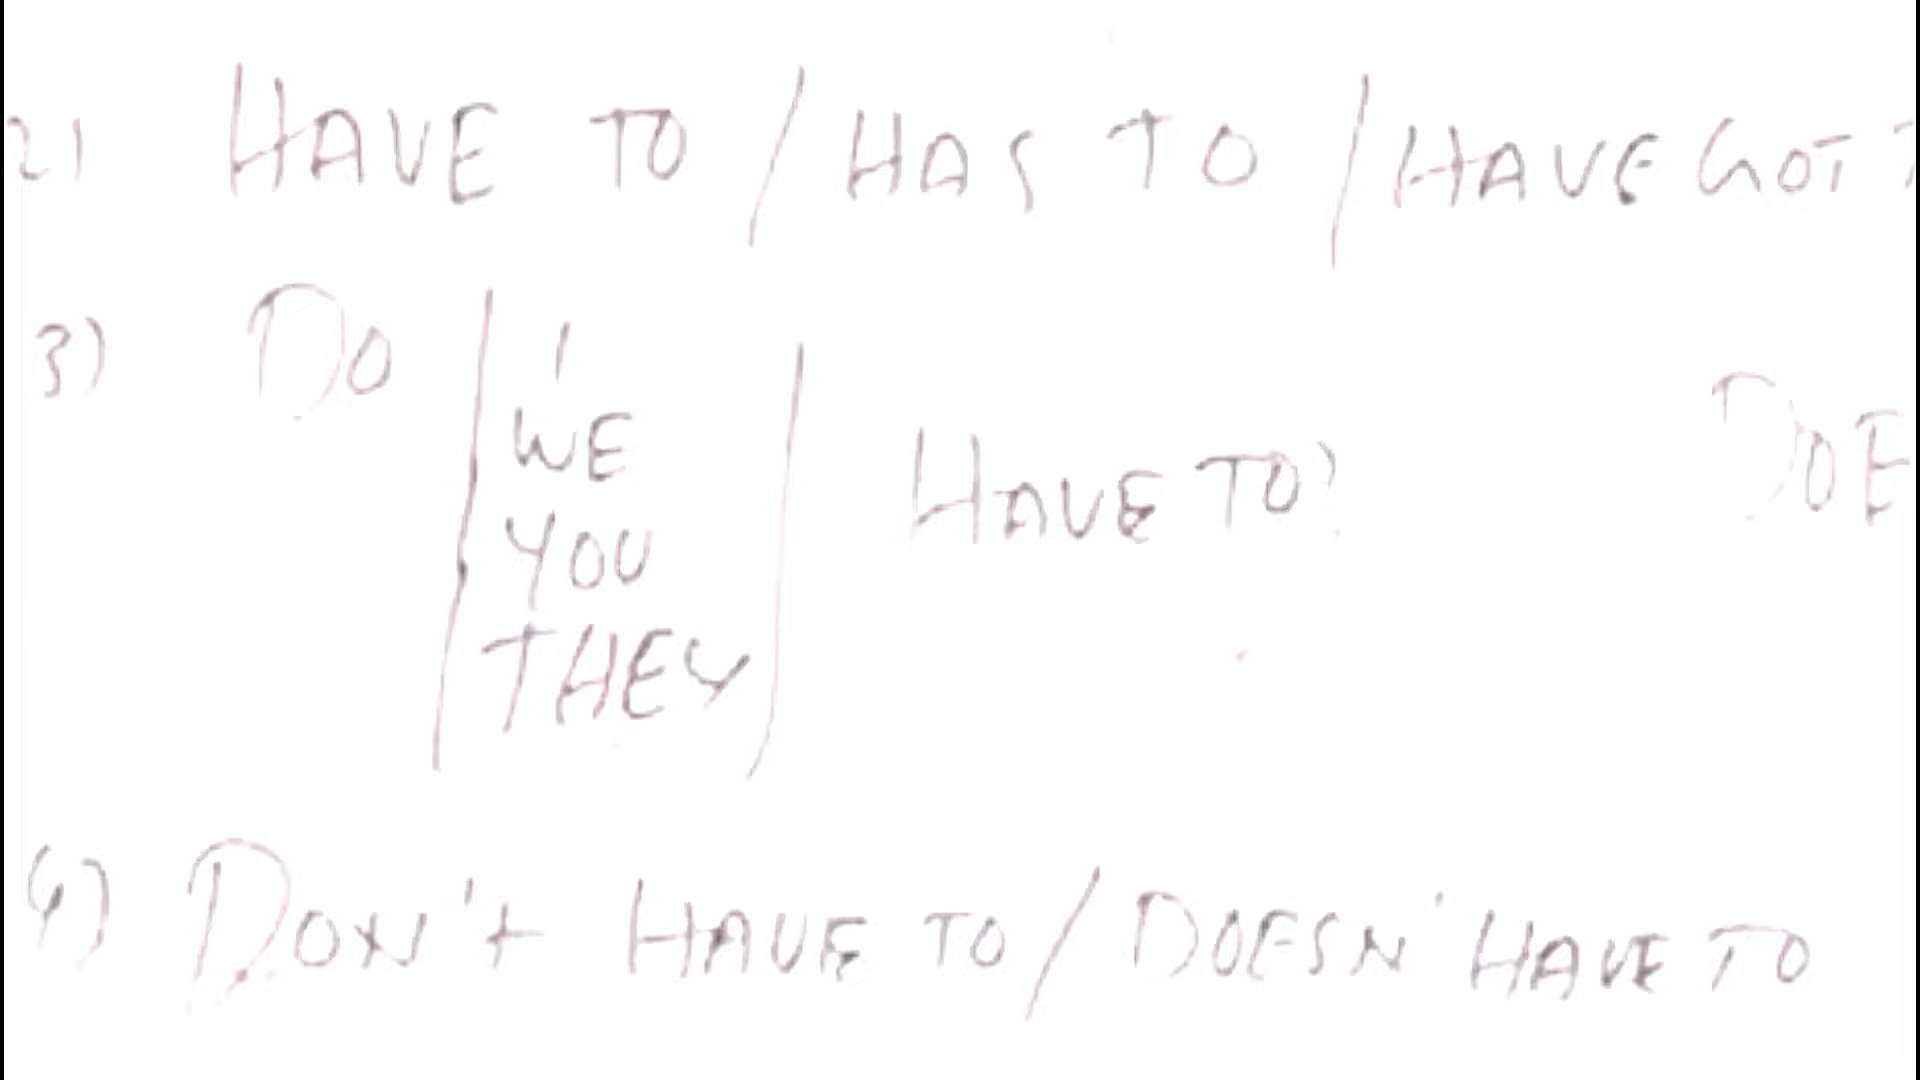 2) HAVE TO / HAS TO / HAVE GOT
3) DO | I
WE
YOU
THEY | HAVE TO?
DOE
4) DON'T HAVE TO / DOESN' HAVE TO